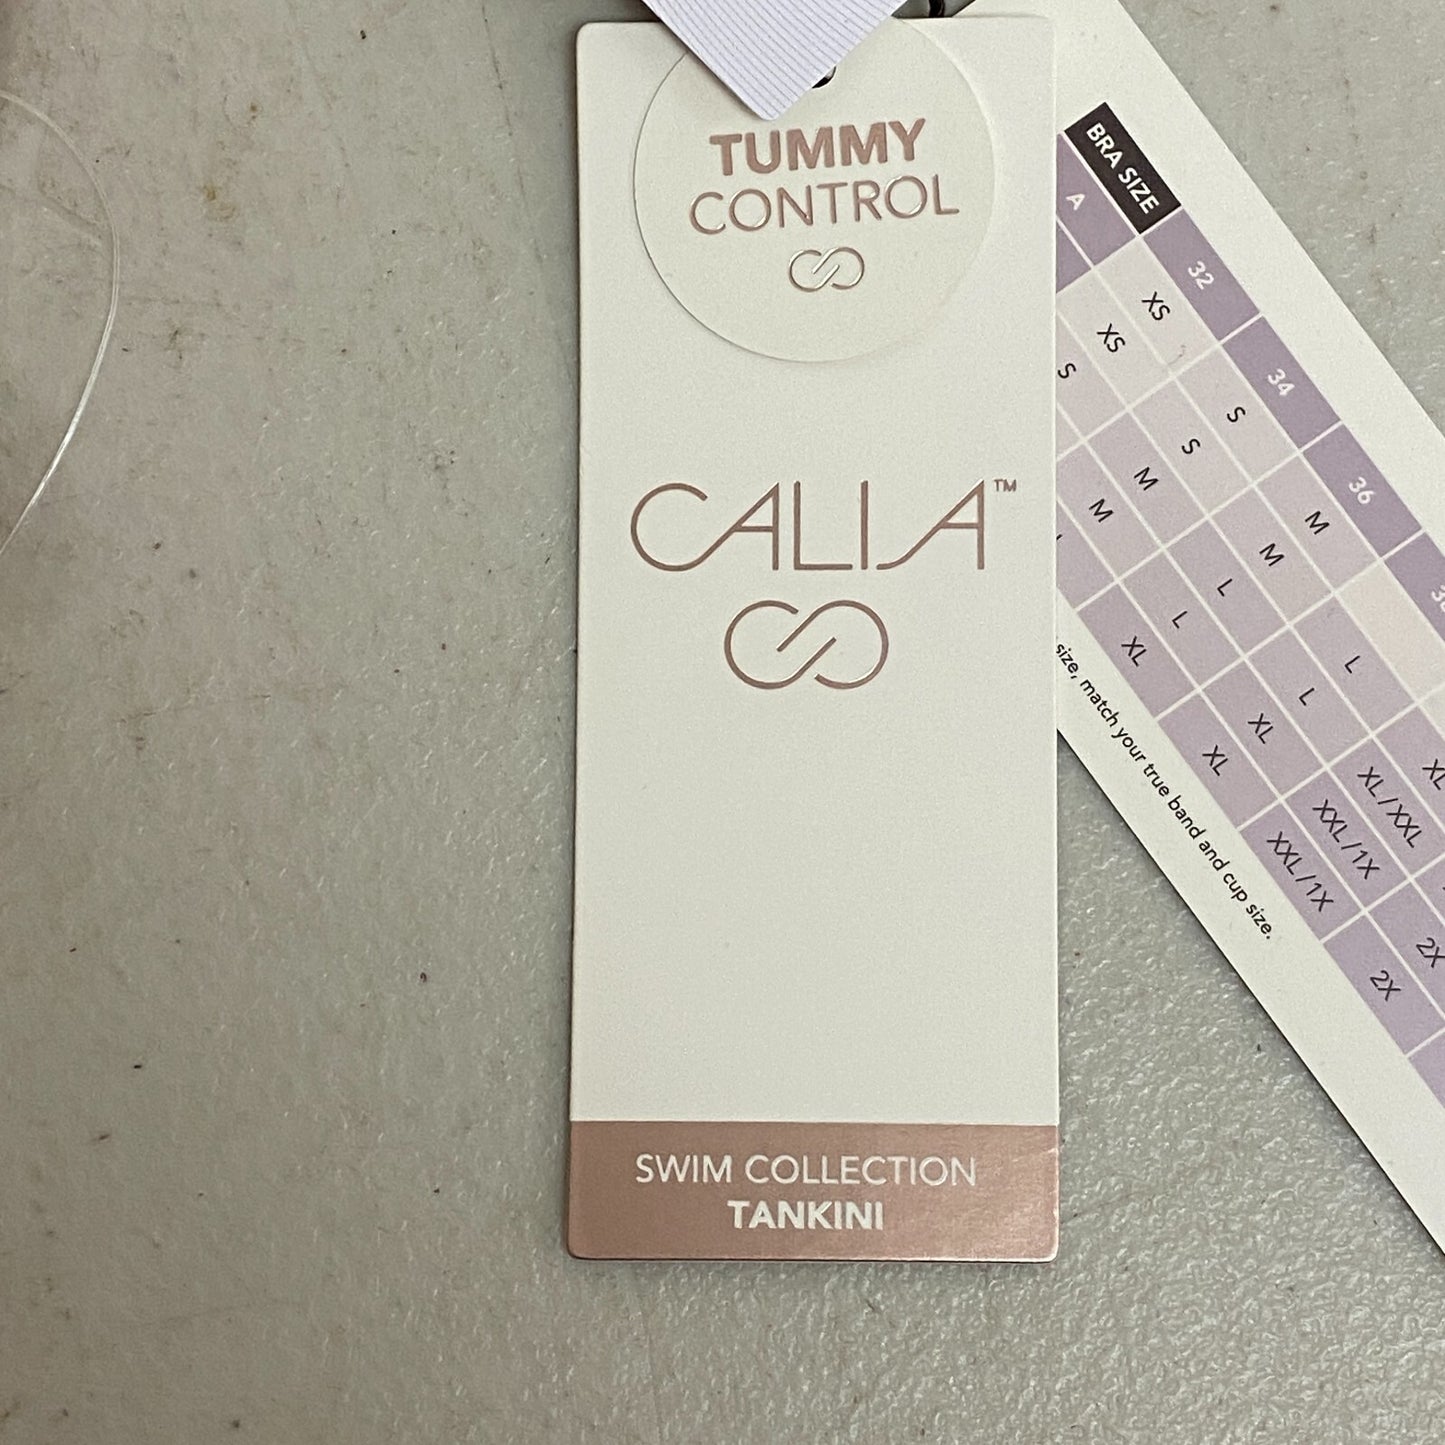 TUMMY
CONTROL
CALIA™
SWIM COLLECTION
TANKINI
BRA SIZE 32 34 36
A XS S M
XS S M L XL
S M L L XL/XXL
M L XL XXL/1X 2X
XL XL XXL/1X 2X
size, match your true band and cup size.